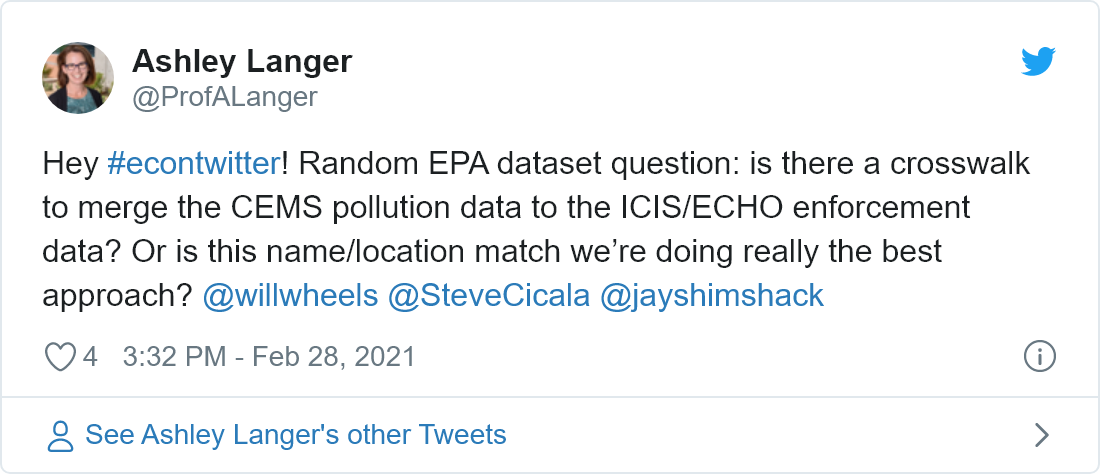 Ashley Langer
@ProfALanger
Hey #econtwitter! Random EPA dataset question: is there a crosswalk
to merge the CEMS pollution data to the ICIS/ECHO enforcement
data? Or is this name/location match we’re doing really the best
approach? @willwheels @SteveCicala @jayshimshack
4 3:32 PM - Feb 28, 2021
See Ashley Langer's other Tweets